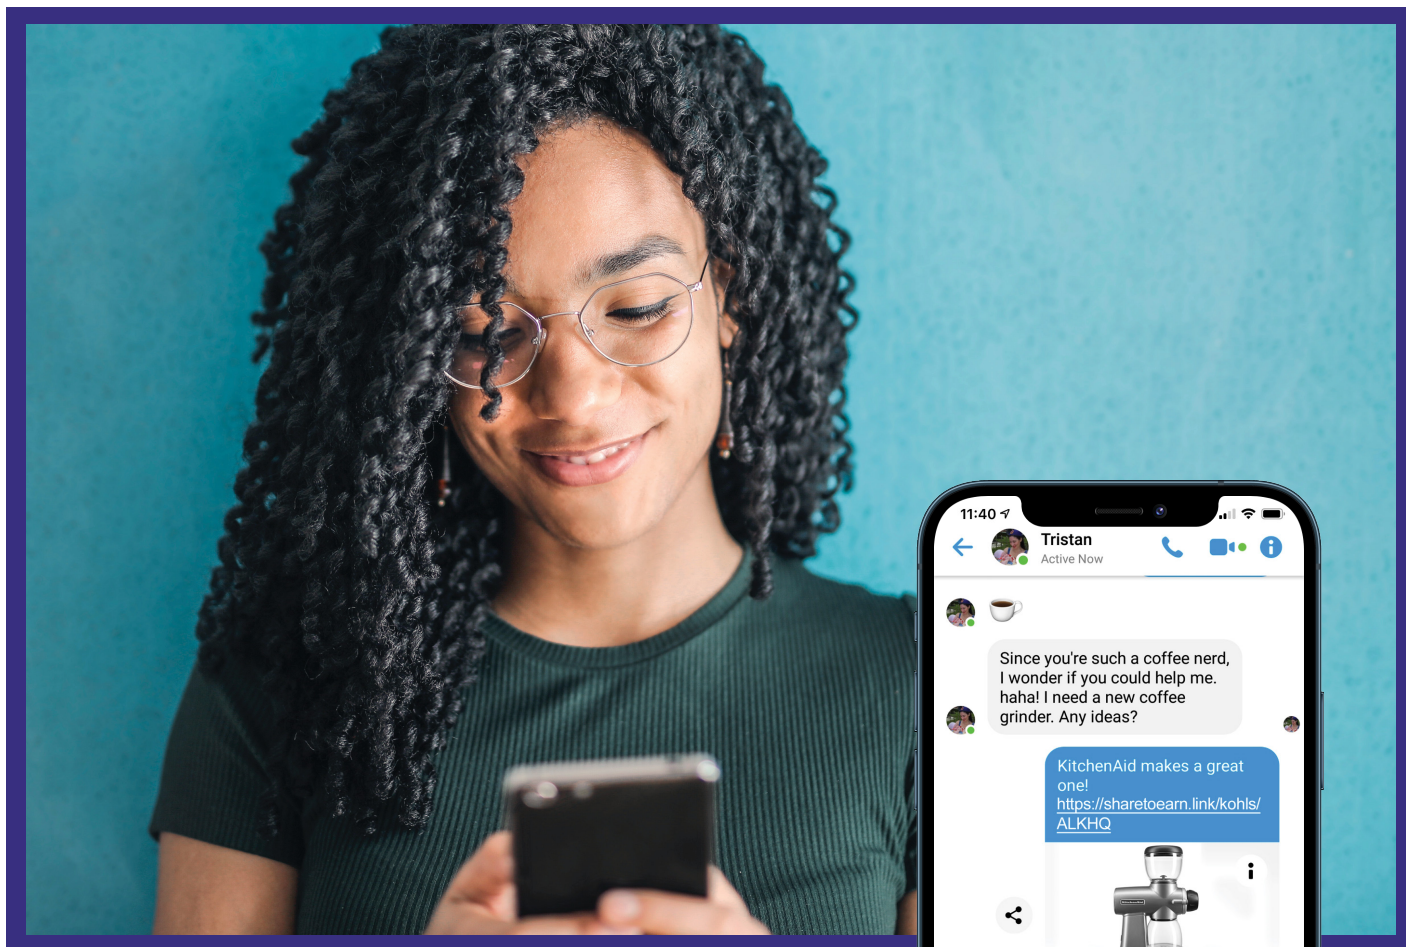 11:40
Tristan
Active Now
Since you're such a coffee nerd,
I wonder if you could help me.
haha! I need a new coffee
grinder. Any ideas?
KitchenAid makes a great
one!
https://sharetoearn.link/kohls/
ALKHQ